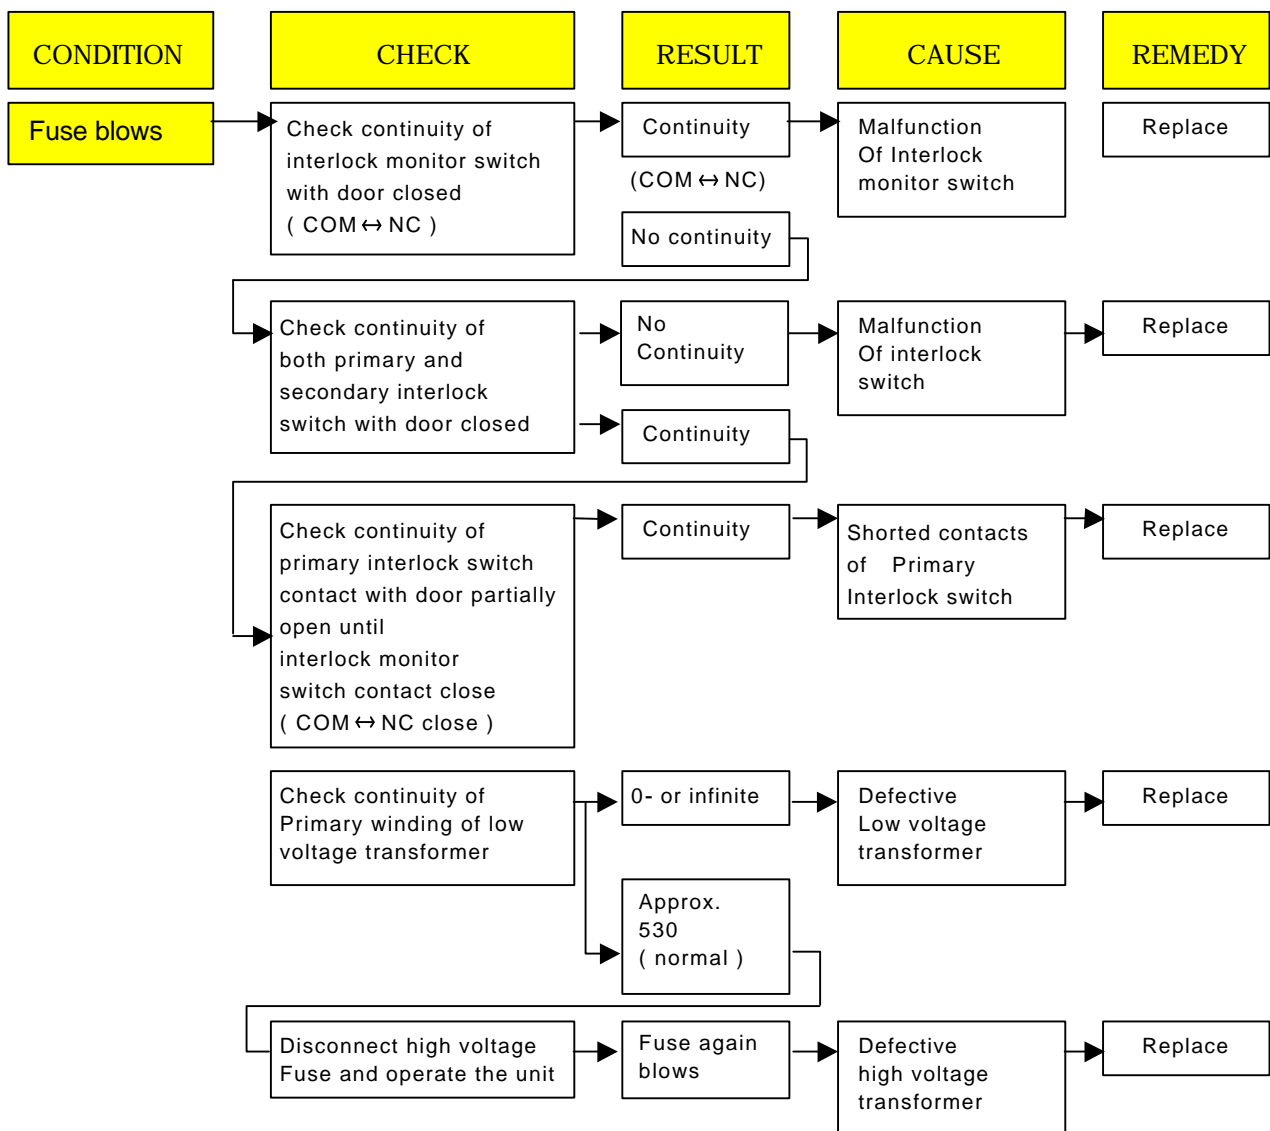 CONDITION
CHECK
RESULT
CAUSE
REMEDY
Fuse blows
Check continuity of
interlock monitor switch
with door closed
( COM ↔ NC )
Continuity
(COM ↔ NC)
No continuity
Malfunction
Of Interlock
monitor switch
Replace
Check continuity of
both primary and
secondary interlock
switch with door closed
No
Continuity
Continuity
Malfunction
Of interlock
switch
Replace
Check continuity of
primary interlock switch
contact with door partially
open until
interlock monitor
switch contact close
( COM ↔ NC close )
Continuity
Shorted contacts
of Primary
Interlock switch
Replace
Check continuity of
Primary winding of low
voltage transformer
0- or infinite
Approx.
530
( normal )
Defective
Low voltage
transformer
Replace
Disconnect high voltage
Fuse and operate the unit
Fuse again
blows
Defective
high voltage
transformer
Replace